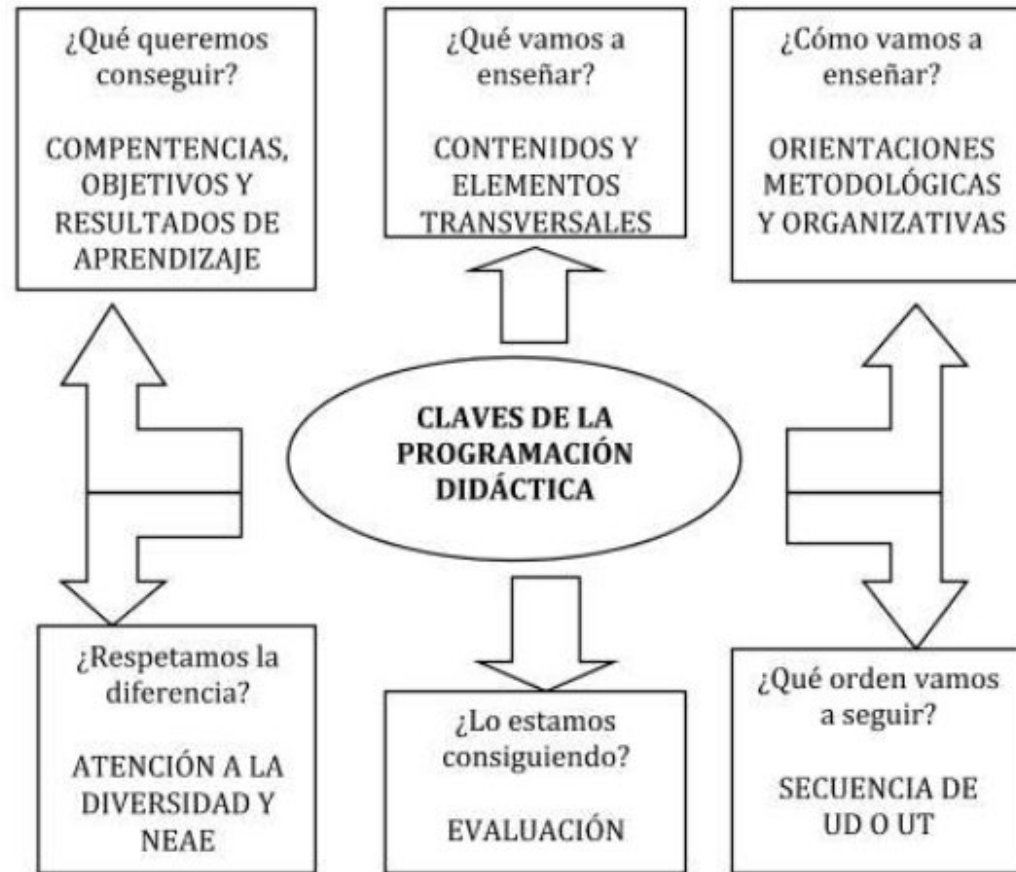 ¿Qué queremos
conseguir?
COMPENTENCIAS,
OBJETIVOS Y
RESULTADOS DE
APRENDIZAJE
¿Qué vamos a
enseñar?
CONTENIDOS Y
ELEMENTOS
TRANSVERSALES
¿Cómo vamos a
enseñar?
ORIENTACIONES
METODOLÓGICAS
Y ORGANIZATIVAS
CLAVES DE LA
PROGRAMACIÓN
DIDÁCTICA
¿Respetamos la
diferencia?
ATENCIÓN A LA
DIVERSIDAD Y
NEAE
¿Lo estamos
consiguiendo?
EVALUACIÓN
¿Qué orden vamos
a seguir?
SECUENCIA DE
UD O UT